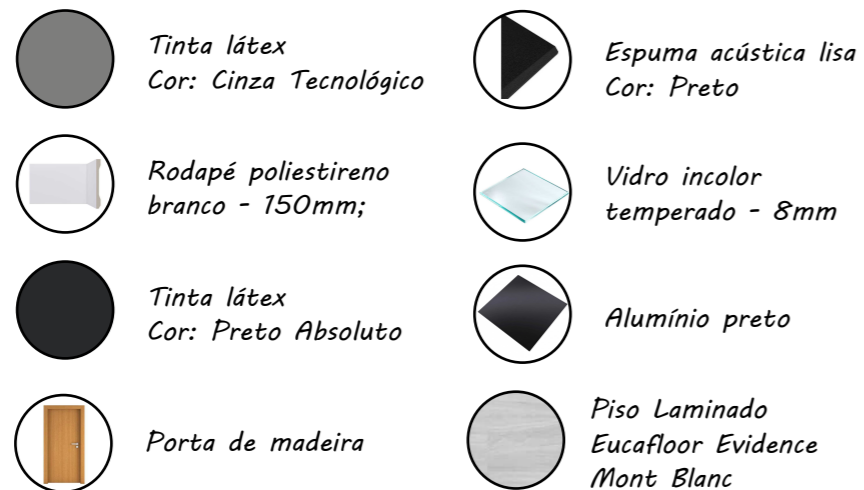 Tinta látex
Cor: Cinza Tecnológico
Rodapé poliestireno
branco - 150mm;
Tinta látex
Cor: Preto Absoluto
Porta de madeira
Espuma acústica lisa
Cor: Preto
Vidro incolor
temperado - 8mm
Alumínio preto
Piso Laminado
Eucafloor Evidence
Mont Blanc